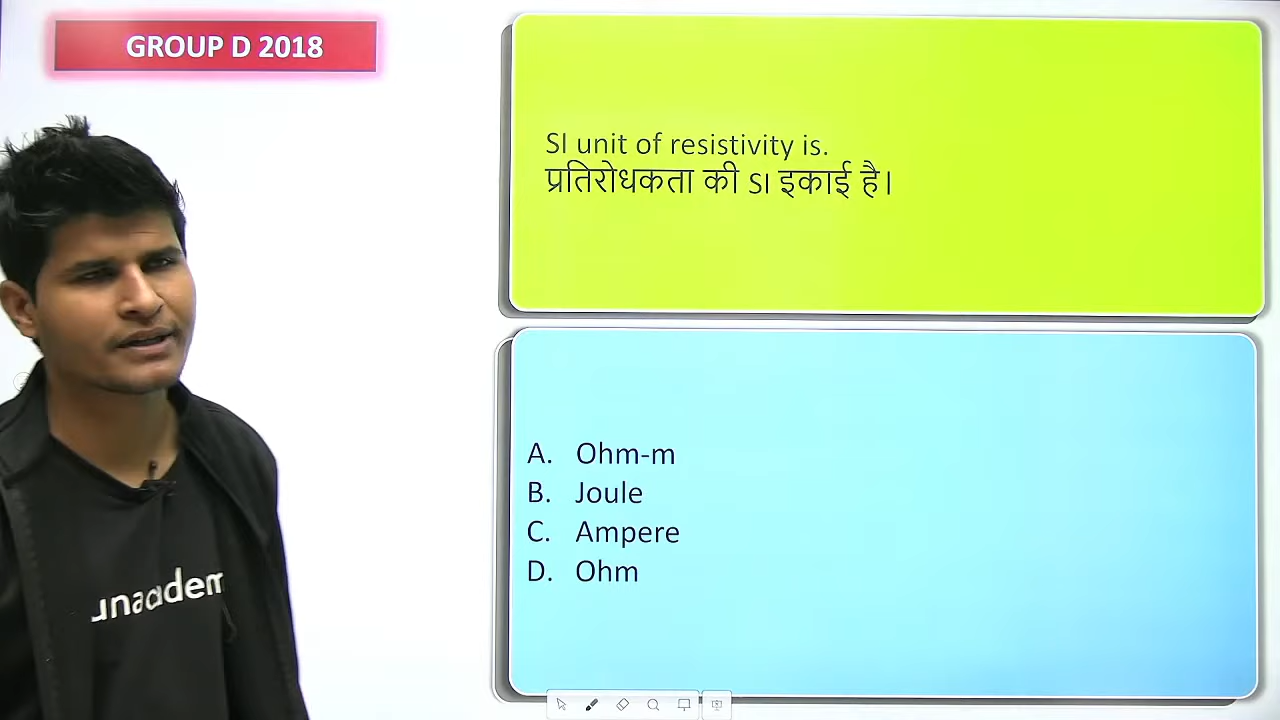 GROUP D 2018
SI unit of resistivity is.
प्रतिरोधकता की SI इकाई है।
A. Ohm-m
B. Joule
C. Ampere
D. Ohm
unacadem